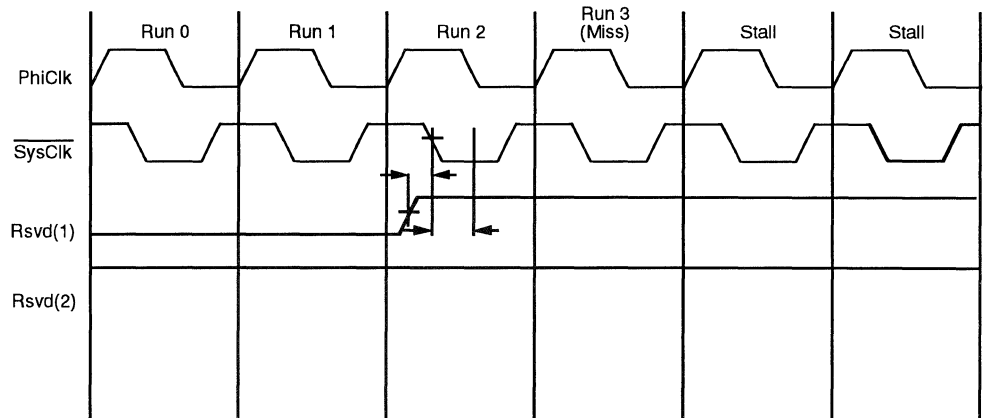 Run 0 Run 1 Run 2 Run 3 Stall Stall
(Miss)
PhiClk
SysClk
Rsvd(1)
Rsvd(2)